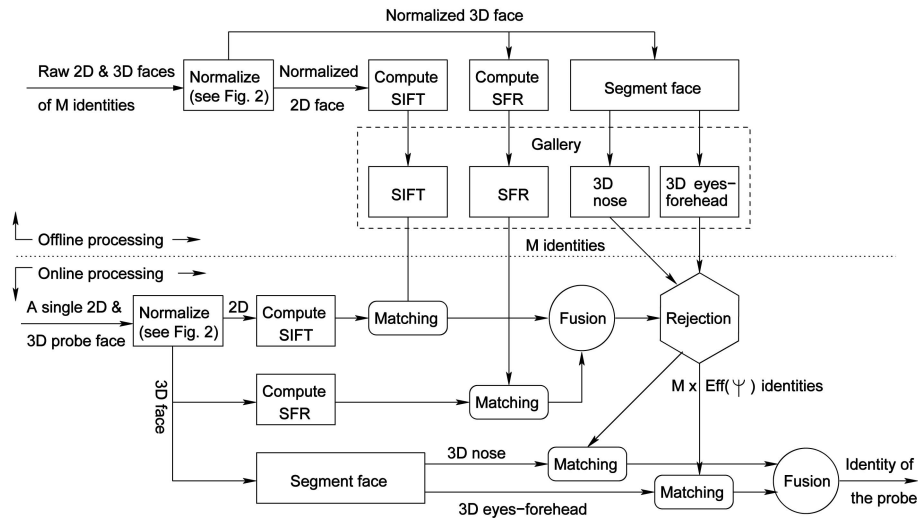 Normalized 3D face
Raw 2D & 3D faces
of M identities
Normalize
(see Fig. 2)
Normalized
2D face
Compute
SIFT
Compute
SFR
Segment face
Gallery
SIFT
SFR
3D
nose
3D eyes-
forehead
Offline processing
M identities
Online processing
A single 2D &
3D probe face
Normalize
(see Fig. 2)
2D
Compute
SIFT
Matching
Fusion
Rejection
3D face
Compute
SFR
Matching
M x Eff(Ψ) identities
Segment face
3D nose
Matching
3D eyes-forehead
Matching
Fusion
Identity of
the probe